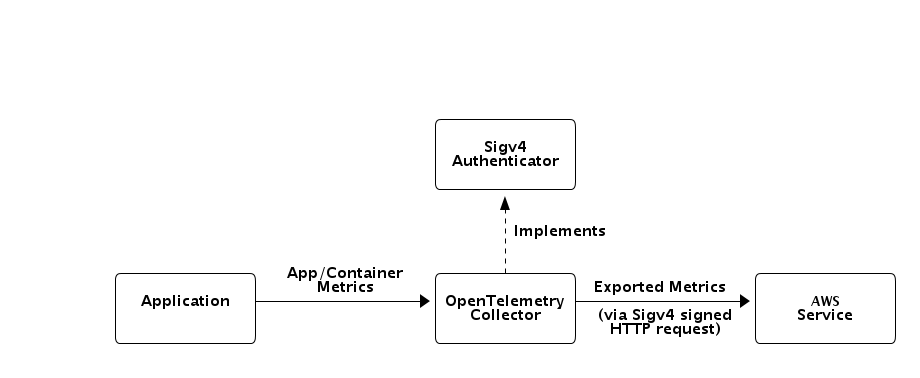 Sigv4
Authenticator
Implements
App/Container
Metrics
Application
OpenTelemetry
Collector
Exported Metrics
(via Sigv4 signed
HTTP request)
AWS
Service